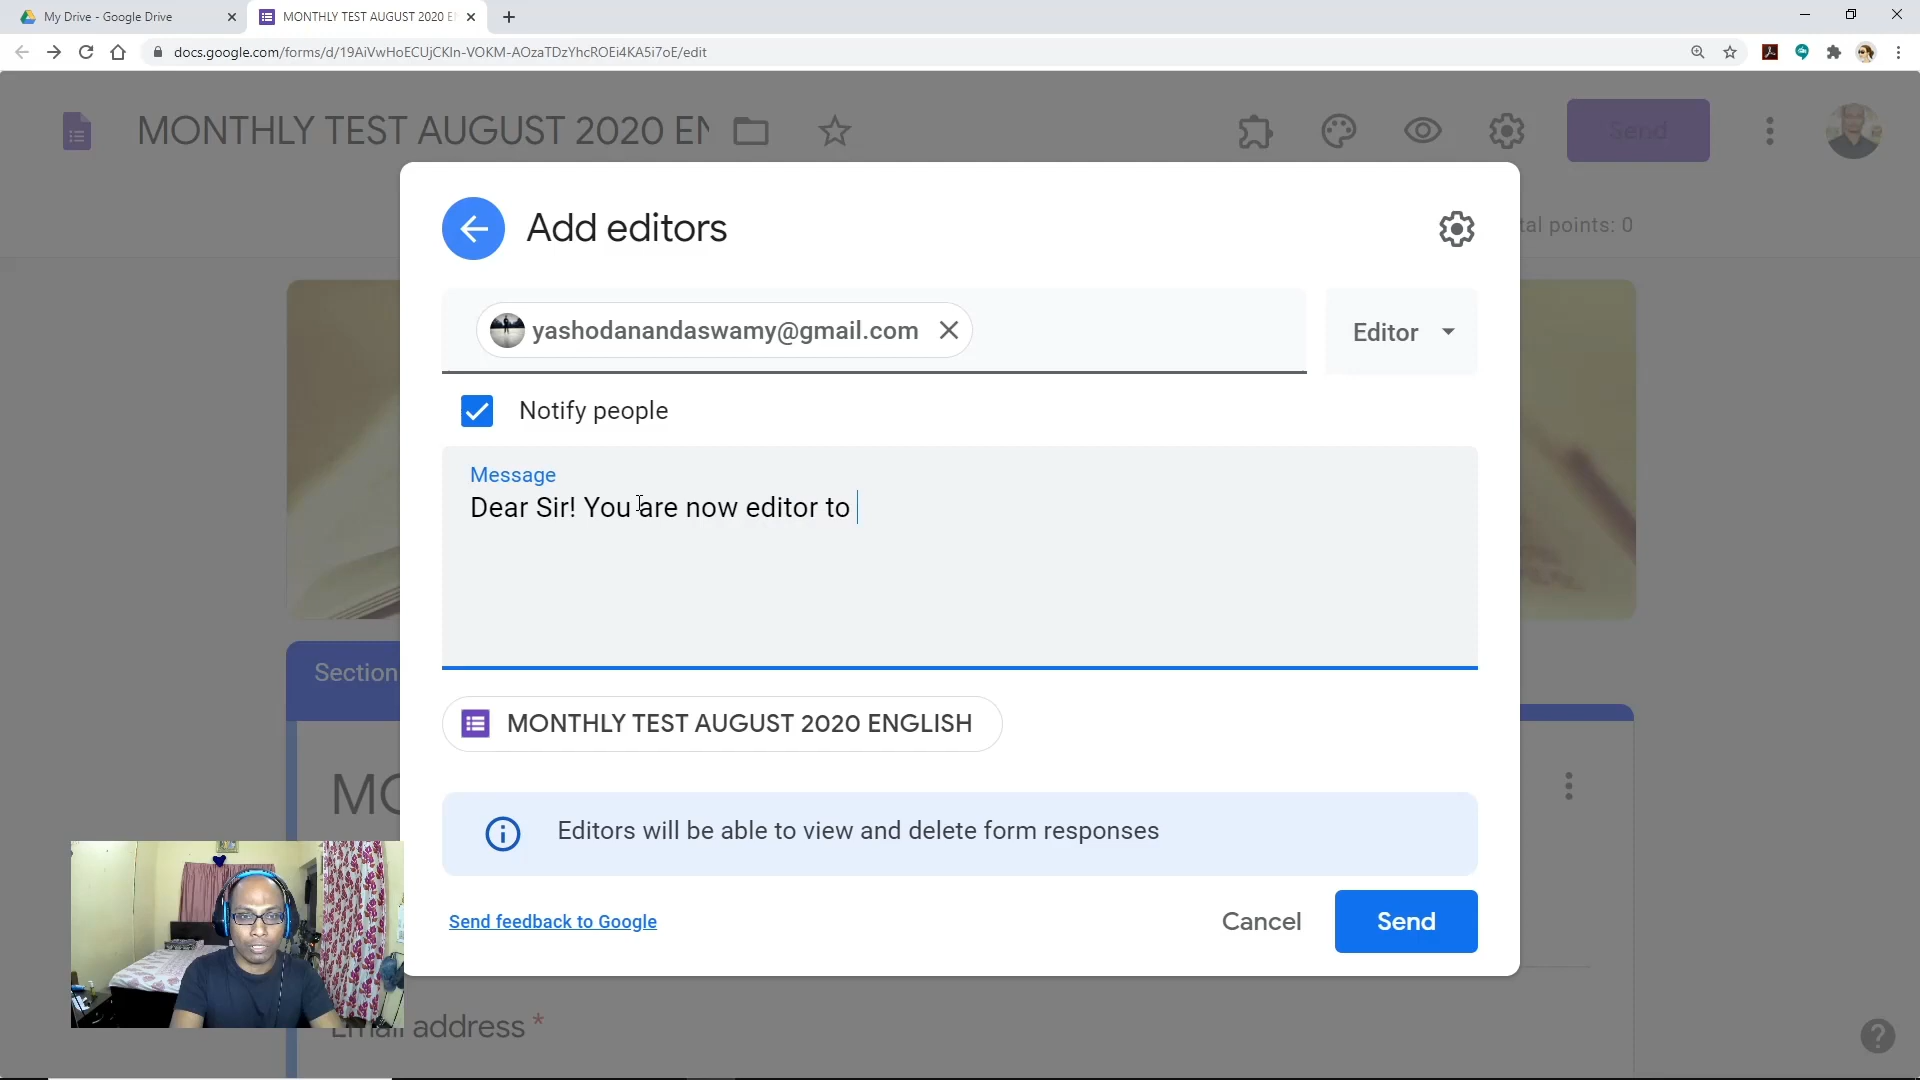 My Drive - Google Drive
MONTHLY TEST AUGUST 2020 E
docs.google.com/forms/d/19AiVwHoECUjCKIn-VOKM-AOzaTDzYhcROEi4KA5i7oE/edit
MONTHLY TEST AUGUST 2020 EN
Send
Add editors
tal points: 0
yashodanandaswamy@gmail.com
Editor
Notify people
Message
Dear Sir! You are now editor to
Section
MONTHLY TEST AUGUST 2020 ENGLISH
MO
Editors will be able to view and delete form responses
Send feedback to Google
Cancel
Send
Email address *